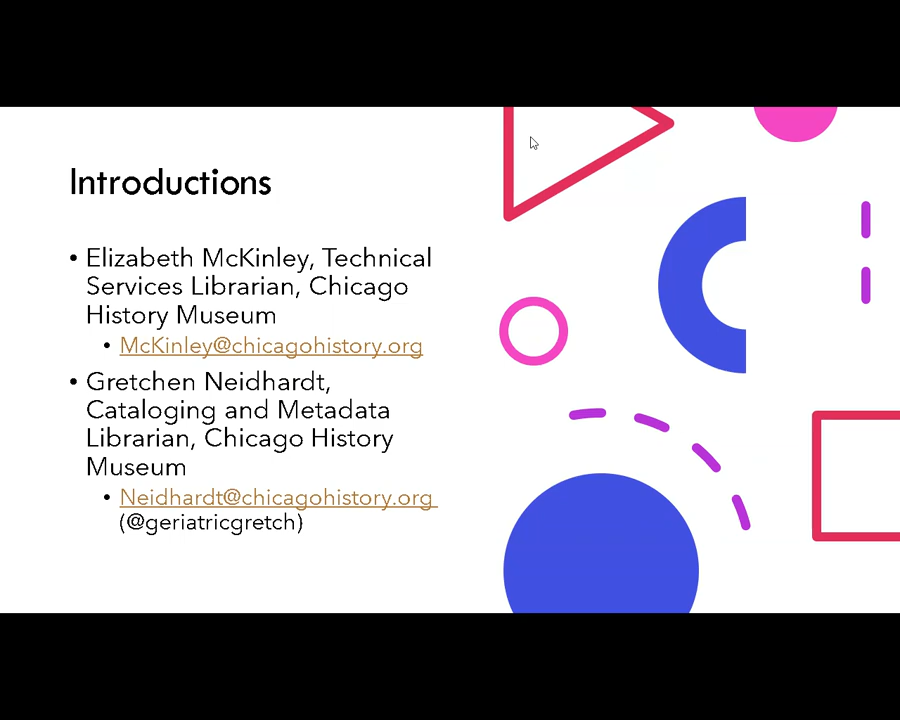 Introductions
• Elizabeth McKinley, Technical
Services Librarian, Chicago
History Museum
• McKinley@chicagohistory.org
• Gretchen Neidhardt,
Cataloging and Metadata
Librarian, Chicago History
Museum
• Neidhardt@chicagohistory.org
(@geriatricgretch)